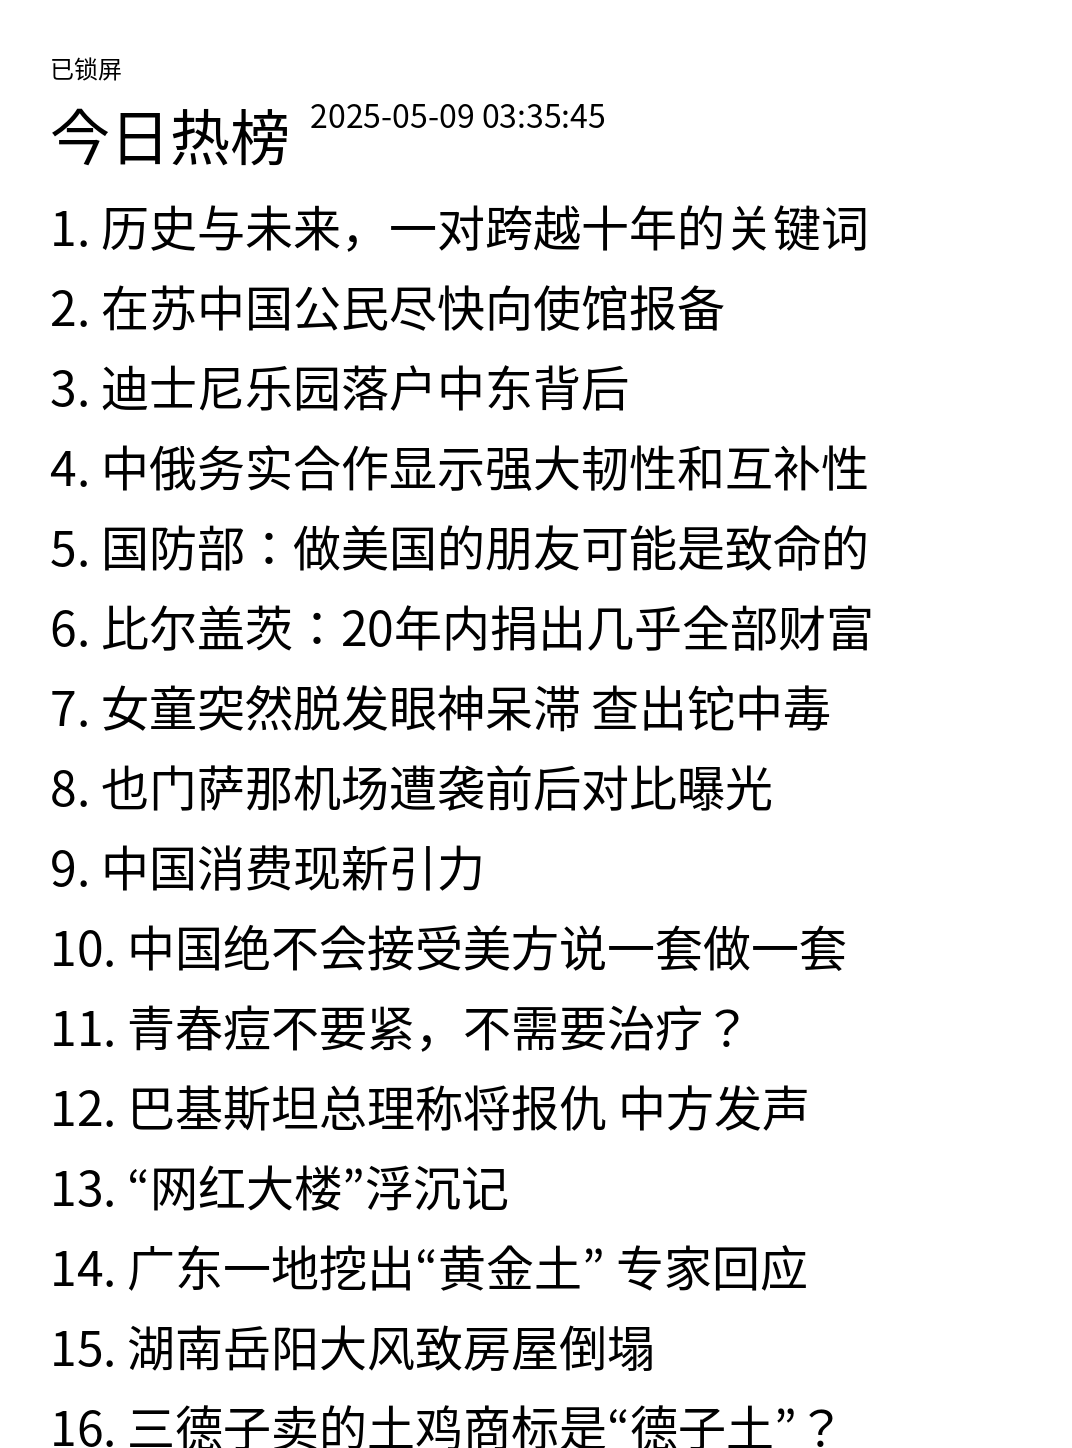 已锁屏
今日热榜 2025-05-09 03:35:45
1. 历史与未来，一对跨越十年的关键词
2. 在苏中国公民尽快向使馆报备
3. 迪士尼乐园落户中东背后
4. 中俄务实合作显示强大韧性和互补性
5. 国防部：做美国的朋友可能是致命的
6. 比尔盖茨：20年内捐出几乎全部财富
7. 女童突然脱发眼神呆滞 查出铊中毒
8. 也门萨那机场遭袭前后对比曝光
9. 中国消费现新引力
10. 中国绝不会接受美方说一套做一套
11. 青春痘不要紧，不需要治疗？
12. 巴基斯坦总理称将报仇 中方发声
13. “网红大楼”浮沉记
14. 广东一地挖出“黄金土” 专家回应
15. 湖南岳阳大风致房屋倒塌
16. 三德子卖的土鸡商标是“德子土”？